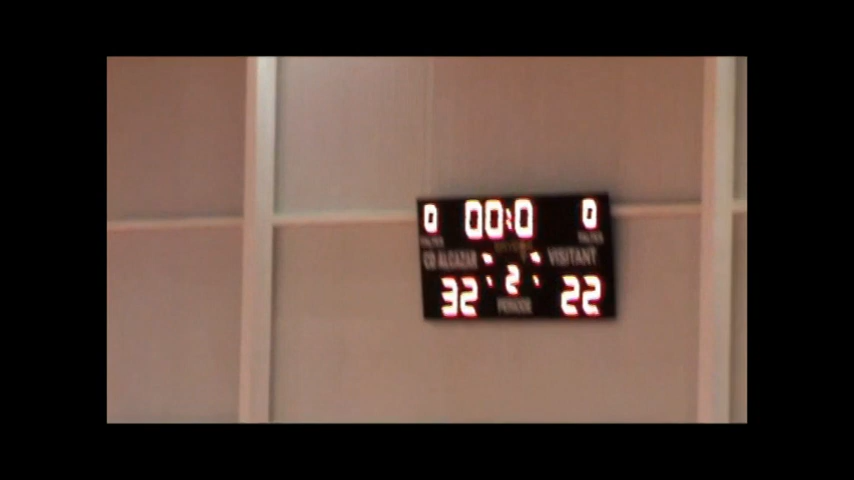 0 00:0 0
CD ALCAZAR VISITANT
32 2 22
PERIODE